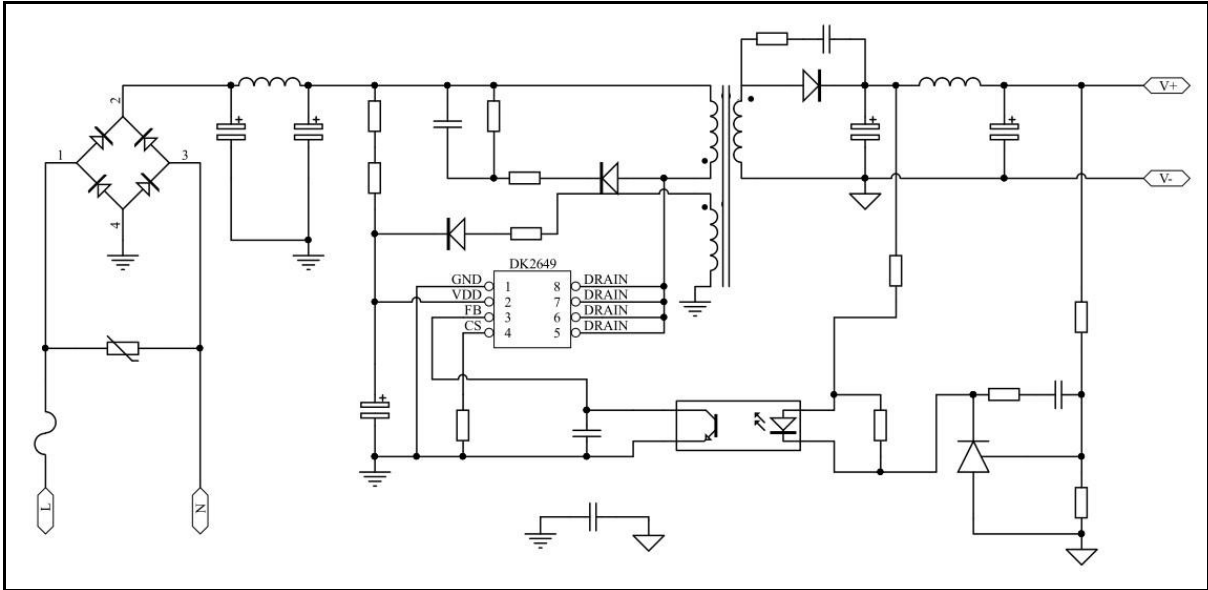 V+
2
1
3
V-
4
DK2649
GND 1 8 DRAIN
VDD 2 7 DRAIN
FB 3 6 DRAIN
CS 4 5 DRAIN
L
N